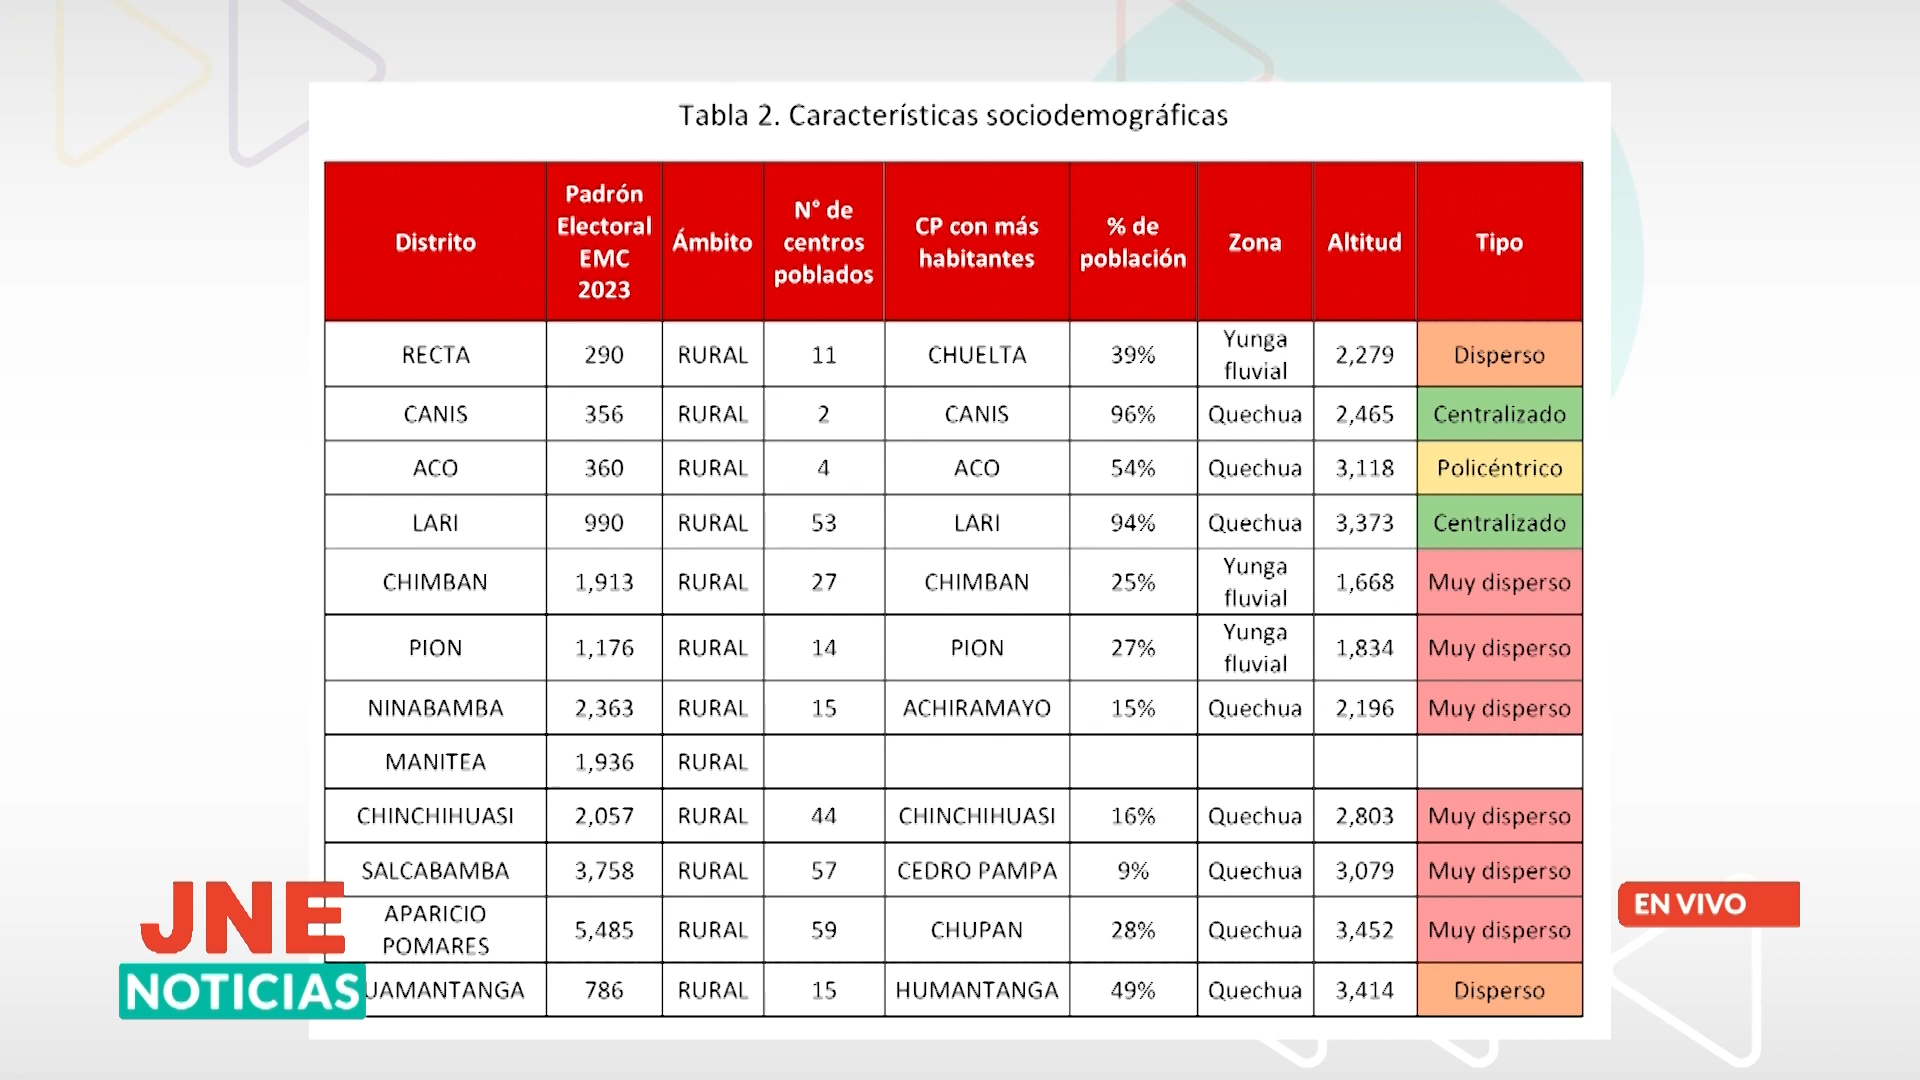 Tabla 2. Características sociodemográficas
Distrito
Padrón
Electoral
EMC
2023
Ámbito
N° de
centros
poblados
CP con más
habitantes
% de
población
Zona
Altitud
Tipo
RECTA 290 RURAL 11 CHUELTA 39% Yunga fluvial 2,279 Disperso
CANIS 356 RURAL 2 CANIS 96% Quechua 2,465 Centralizado
ACO 360 RURAL 4 ACO 54% Quechua 3,118 Policéntrico
LARI 990 RURAL 53 LARI 94% Quechua 3,373 Centralizado
CHIMBAN 1,913 RURAL 27 CHIMBAN 25% Yunga fluvial 1,668 Muy disperso
PION 1,176 RURAL 14 PION 27% Yunga fluvial 1,834 Muy disperso
NINABAMBA 2,363 RURAL 15 ACHIRAMAYO 15% Quechua 2,196 Muy disperso
MANITEA 1,936 RURAL
CHINCHIHUASI 2,057 RURAL 44 CHINCHIHUASI 16% Quechua 2,803 Muy disperso
SALCABAMBA 3,758 RURAL 57 CEDRO PAMPA 9% Quechua 3,079 Muy disperso
APARICIO POMARES 5,485 RURAL 59 CHUPAN 28% Quechua 3,452 Muy disperso
UAMANTANGA 786 RURAL 15 HUMANTANGA 49% Quechua 3,414 Disperso
JNE
NOTICIAS
EN VIVO